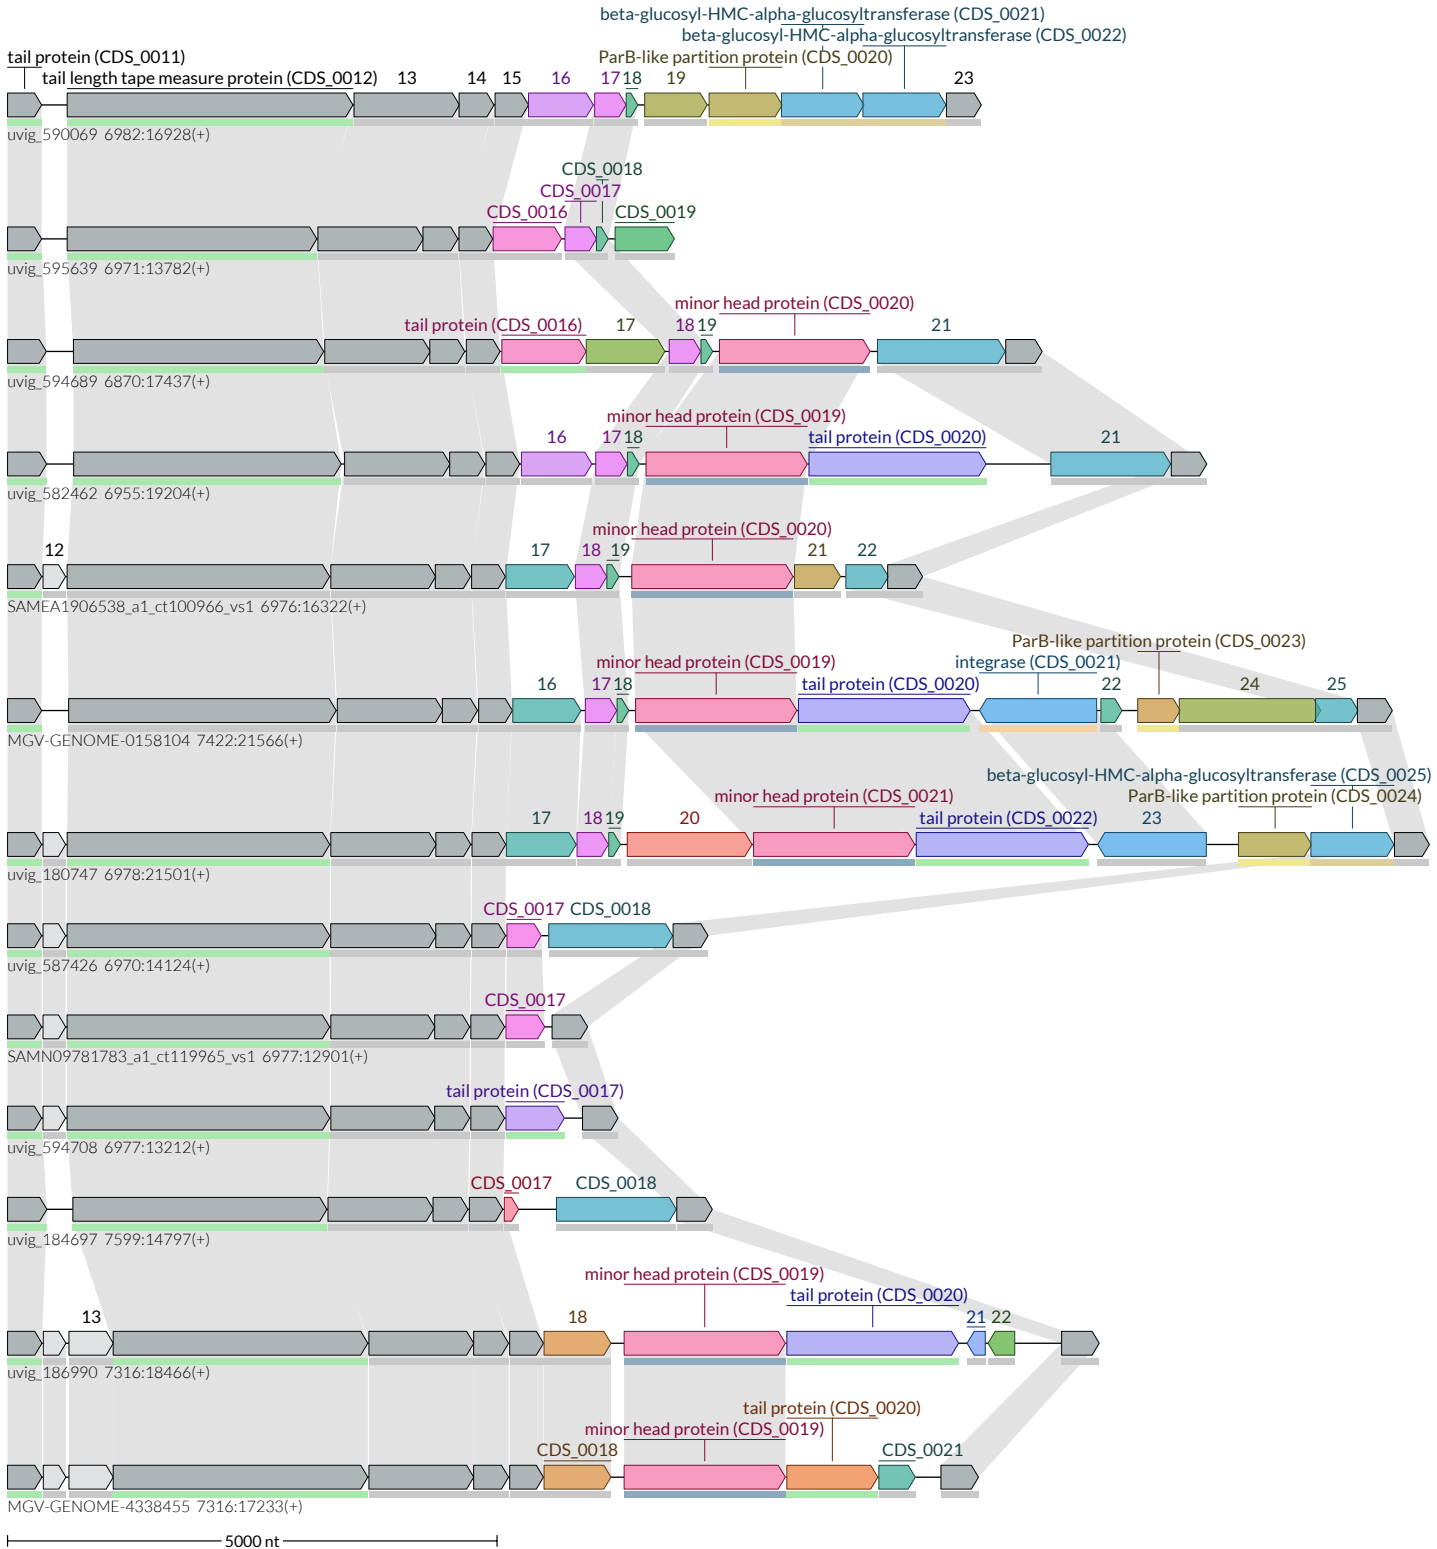 beta-glucosyl-HMC-alpha-glucosyltransferase (CDS_0021)
beta-glucosyl-HMC-alpha-glucosyltransferase (CDS_0022)
tail protein (CDS_0011) ParB-like partition protein (CDS_0020)
tail length tape measure protein (CDS_0012) 13 14 15 16 17 18 19 23
uvig_590069 6982:16928(+)
CDS_0018
CDS_0017
CDS_0016 CDS_0019
uvig_595639 6971:13782(+)
minor head protein (CDS_0020)
tail protein (CDS_0016) 17 18 19 21
uvig_594689 6870:17437(+)
minor head protein (CDS_0019)
16 17 18 tail protein (CDS_0020) 21
uvig_582462 6955:19204(+)
minor head protein (CDS_0020)
12 17 18 19 21 22
SAMEA1906538_a1_ct100966_vs1 6976:16322(+)
ParB-like partition protein (CDS_0023)
minor head protein (CDS_0019) integrase (CDS_0021)
16 17 18 tail protein (CDS_0020) 22 24 25
MGV-GENOME-0158104 7422:21566(+)
beta-glucosyl-HMC-alpha-glucosyltransferase (CDS_0025)
minor head protein (CDS_0021) ParB-like partition protein (CDS_0024)
17 18 19 20 tail protein (CDS_0022) 23
uvig_180747 6978:21501(+)
CDS_0017 CDS_0018
uvig_587426 6970:14124(+)
CDS_0017
SAMN09781783_a1_ct119965_vs1 6977:12901(+)
tail protein (CDS_0017)
uvig_594708 6977:13212(+)
CDS_0017 CDS_0018
uvig_184697 7599:14797(+)
minor head protein (CDS_0019)
tail protein (CDS_0020)
13 18 21 22
uvig_186990 7316:18466(+)
tail protein (CDS_0020)
minor head protein (CDS_0019)
CDS_0018 CDS_0021
MGV-GENOME-4338455 7316:17233(+)
5000 nt